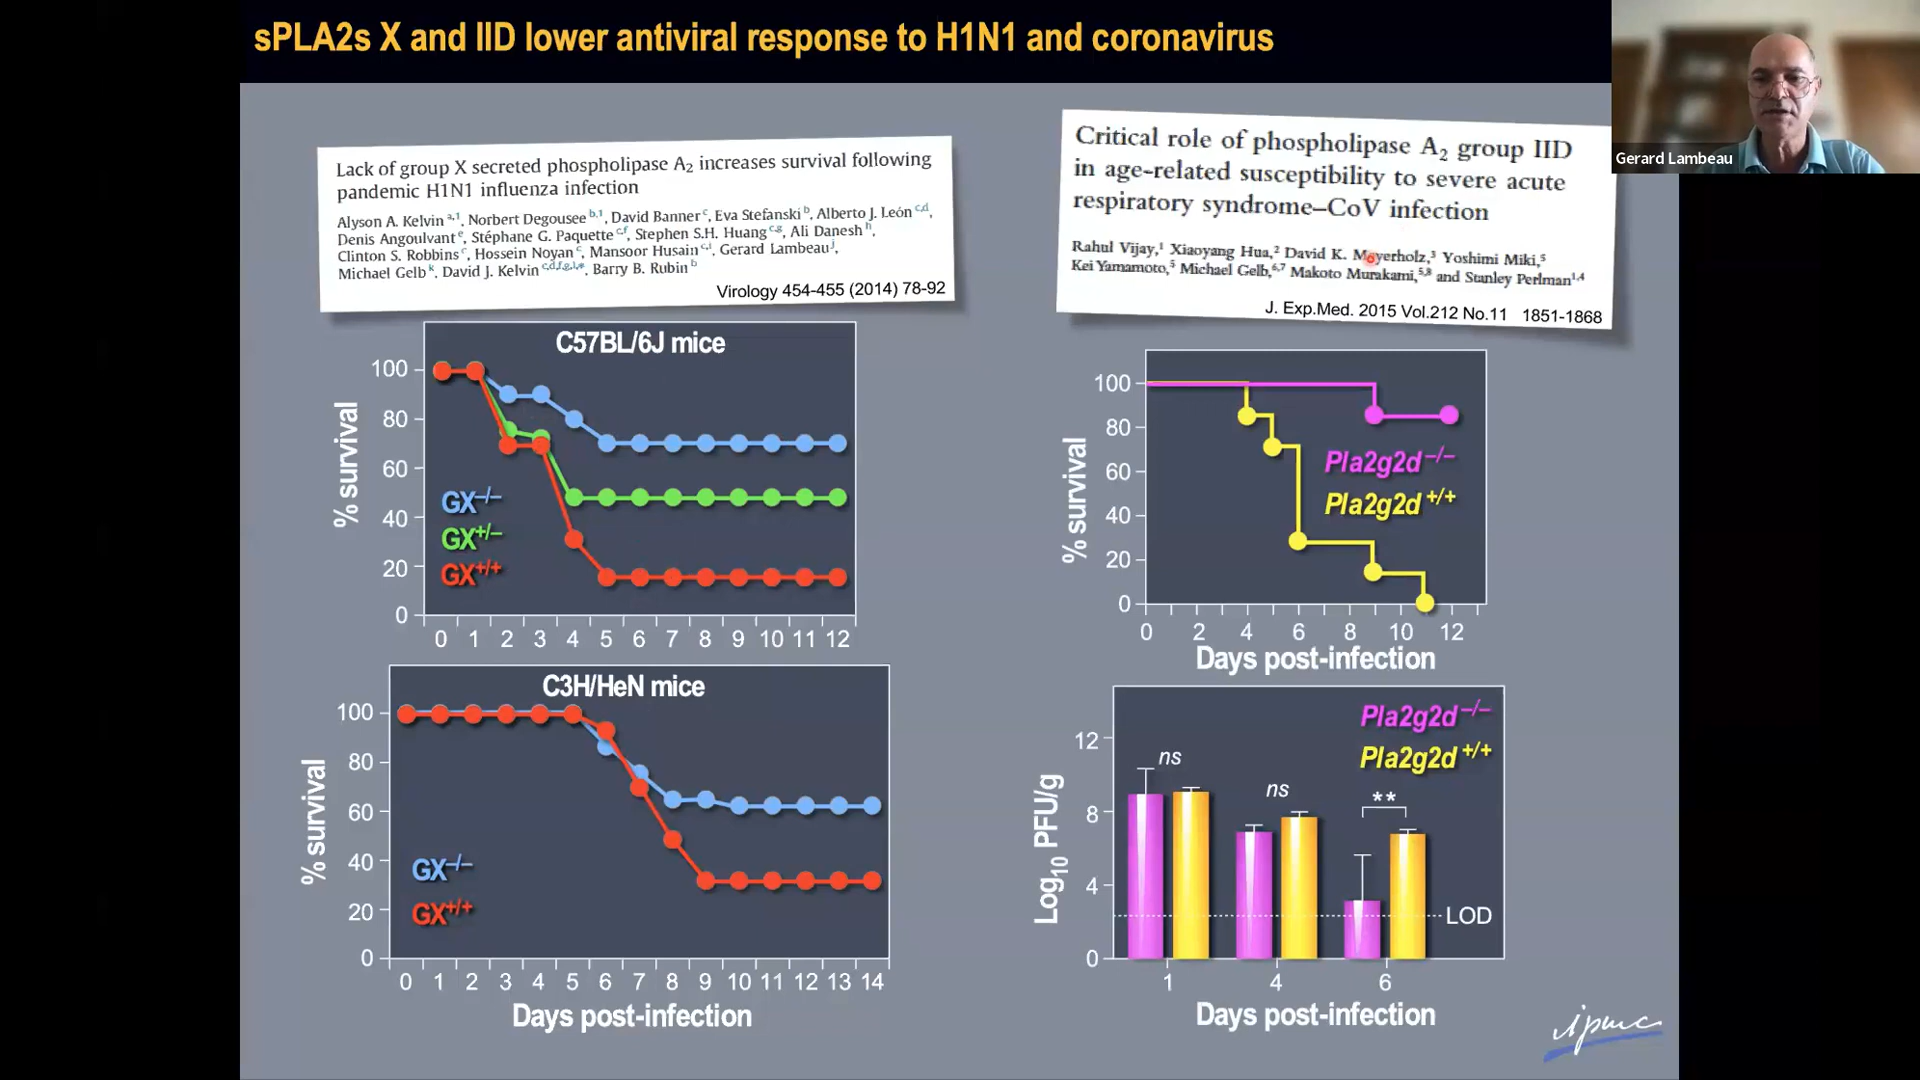 sPLA2s X and IID lower antiviral response to H1N1 and coronavirus
Gerard Lambeau
Lack of group X secreted phospholipase A2 increases survival following
pandemic H1N1 influenza infection
Alyson A. Kelvin a,1, Norbert Degousee b,1, David Banner c, Eva Stefanski b, Alberto J. León c,d,
Denis Angoulvant e, Stéphane G. Paquette c,f, Stephen S.H. Huang c,g, Ali Danesh h,
Clinton S. Robbins c, Hossein Noyan c, Mansoor Husain c,i, Gerard Lambeau j,
Michael Gelb k, David J. Kelvin c,d,f,g,l,*, Barry B. Rubin b
Virology 454-455 (2014) 78-92
Critical role of phospholipase A2 group IID
in age-related susceptibility to severe acute
respiratory syndrome–CoV infection
Rahul Vijay,1 Xiaoyang Hua,2 David K. Meyerholz,3 Yoshimi Miki,5
Kei Yamamoto,5 Michael Gelb,6,7 Makoto Murakami,5,8 and Stanley Perlman1,4
J. Exp.Med. 2015 Vol.212 No.11 1851-1868
C57BL/6J mice
% survival
100
80
60
40
20
0
GX–/–
GX+/–
GX+/+
0 1 2 3 4 5 6 7 8 9 10 11 12
C3H/HeN mice
% survival
100
80
60
40
20
0
GX–/–
GX+/+
0 1 2 3 4 5 6 7 8 9 10 11 12 13 14
Days post-infection
% survival
100
80
60
40
20
0
Pla2g2d–/–
Pla2g2d+/+
0 2 4 6 8 10 12
Days post-infection
Log10 PFU/g
12
8
4
0
Pla2g2d–/–
Pla2g2d+/+
ns
ns
**
LOD
1 4 6
Days post-infection
ipmc